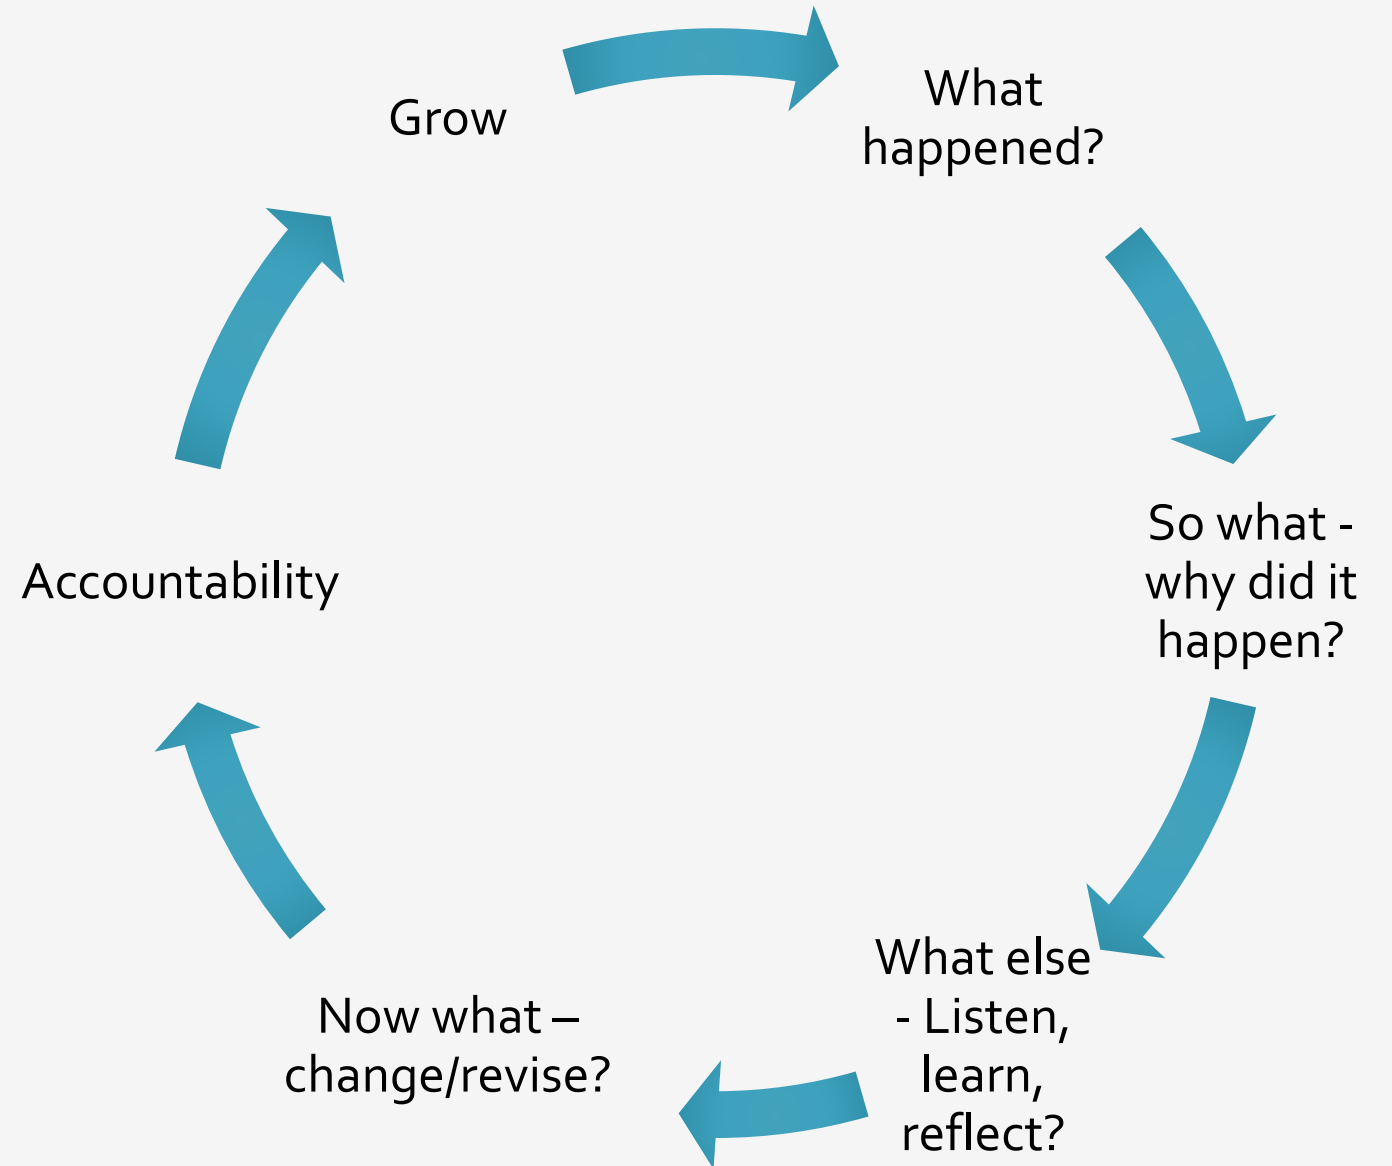 Grow
What
happened?
So what -
why did it
happen?
What else
- Listen,
learn,
reflect?
Now what –
change/revise?
Accountability